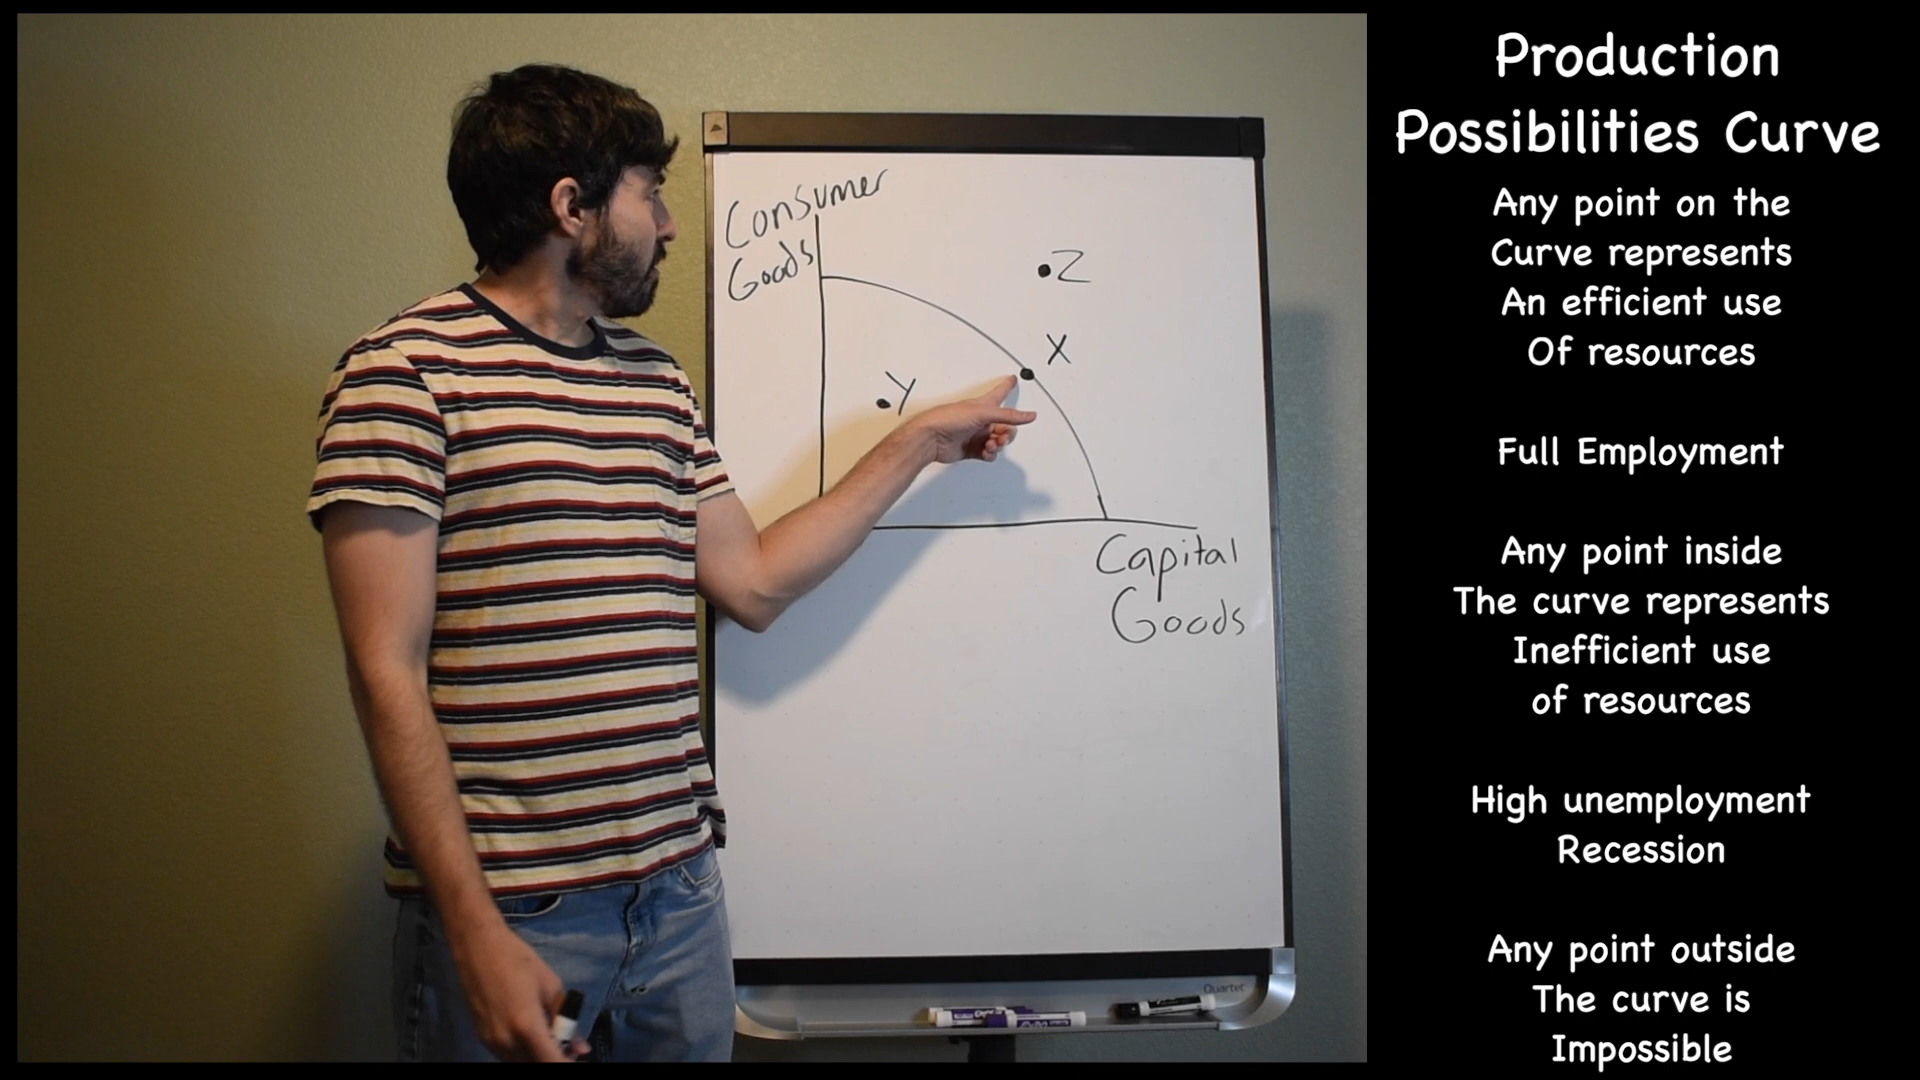 Consumer
Goods
Z
X
Y
Capital
Goods
Quartet
Production
Possibilities Curve
Any point on the
Curve represents
An efficient use
Of resources
Full Employment
Any point inside
The curve represents
Inefficient use
of resources
High unemployment
Recession
Any point outside
The curve is
Impossible